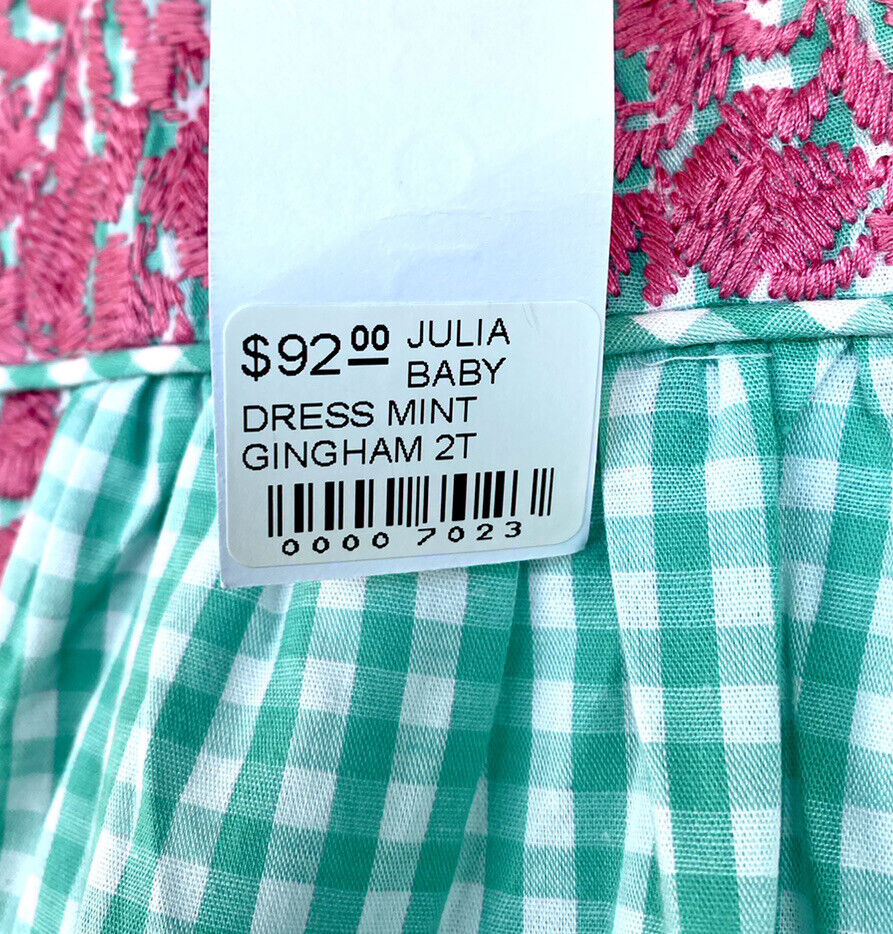 $92.00 JULIA
BABY
DRESS MINT
GINGHAM 2T
0000 7023